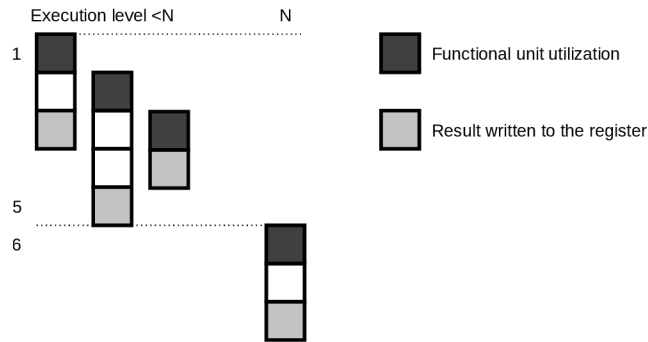 Execution level <N
N
1
Functional unit utilization
Result written to the register
5
6